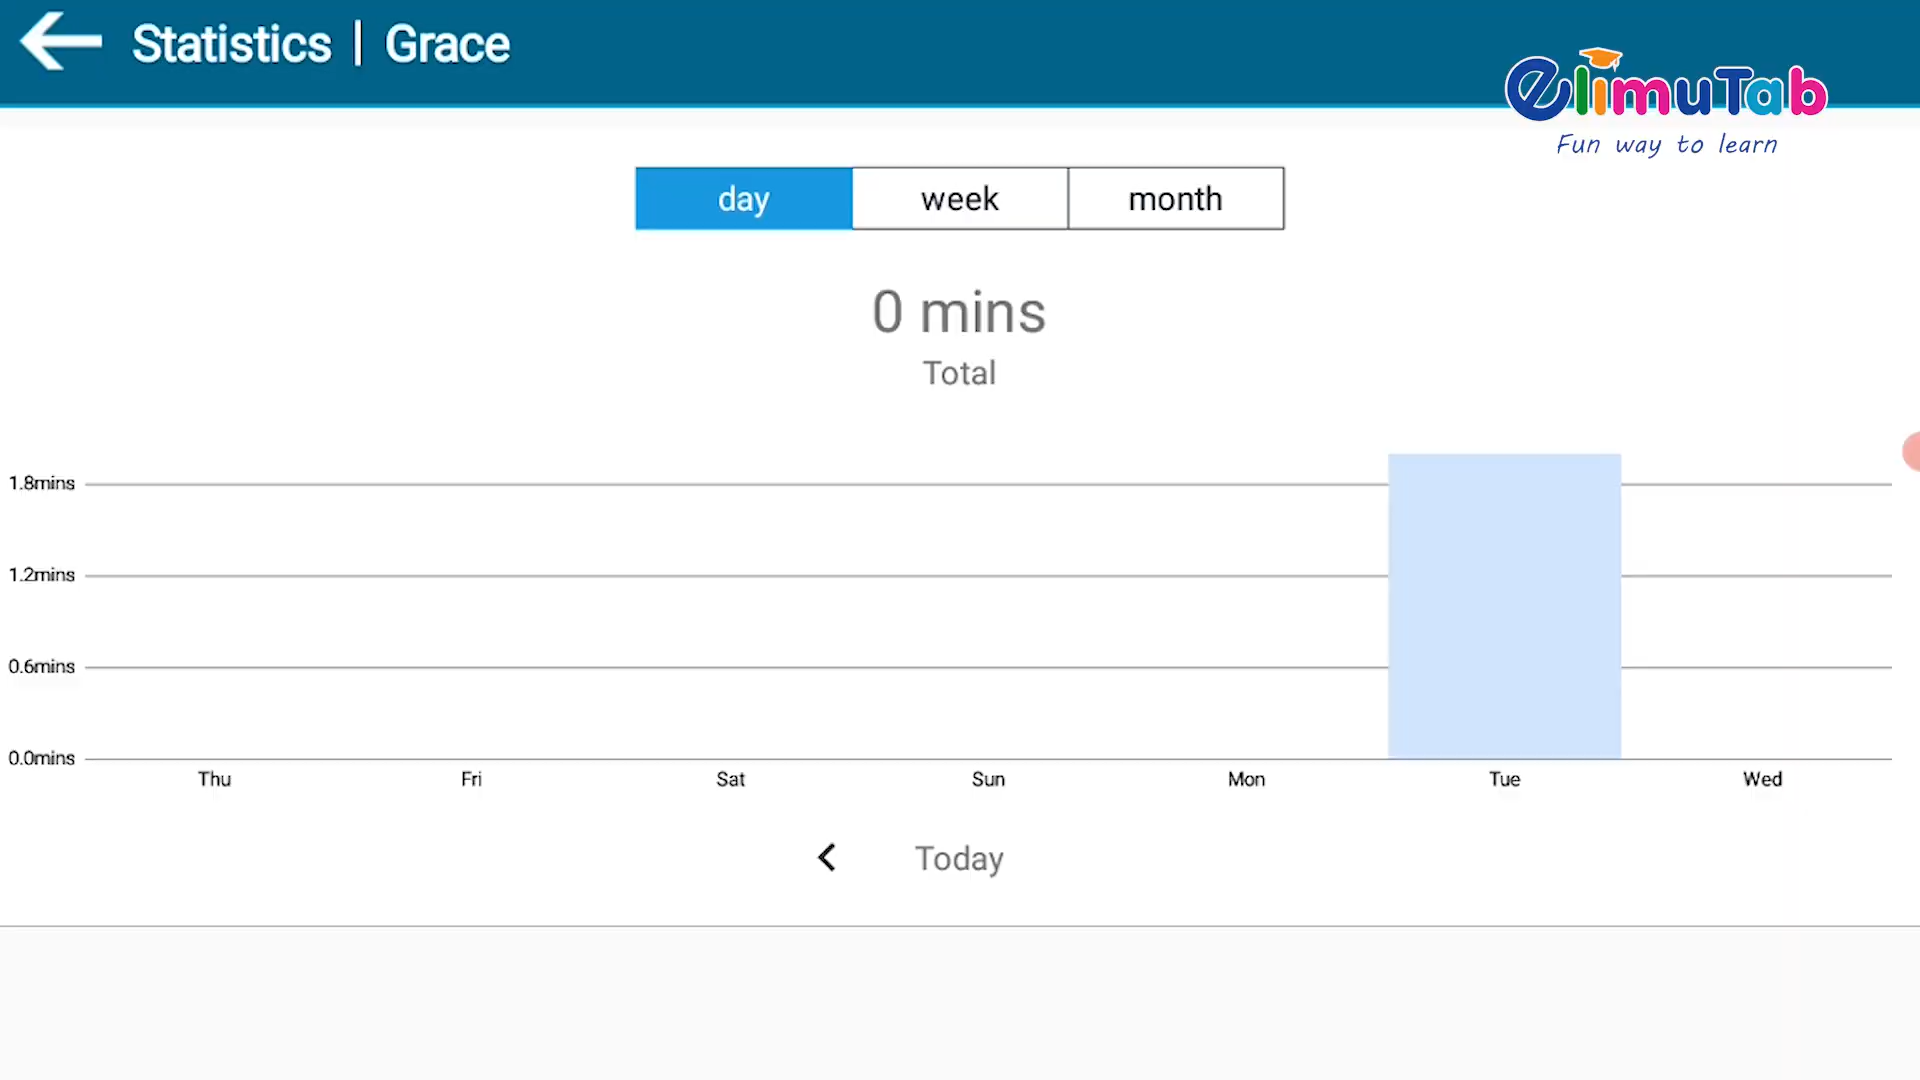 Statistics | Grace
elimuTab
Fun way to learn
day week month
0 mins
Total
1.8mins
1.2mins
0.6mins
0.0mins
Thu Fri Sat Sun Mon Tue Wed
Today